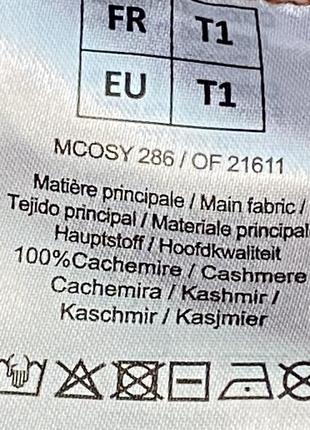 FR T1
EU T1
MCOSY 286 / OF 21611
Matière principale / Main fabric /
Tejido principal / Materiale principal
Hauptstoff / Hoofdkwaliteit
100%Cachemire / Cashmere
Cachemira / Kashmir /
Kaschmir / Kasjmier